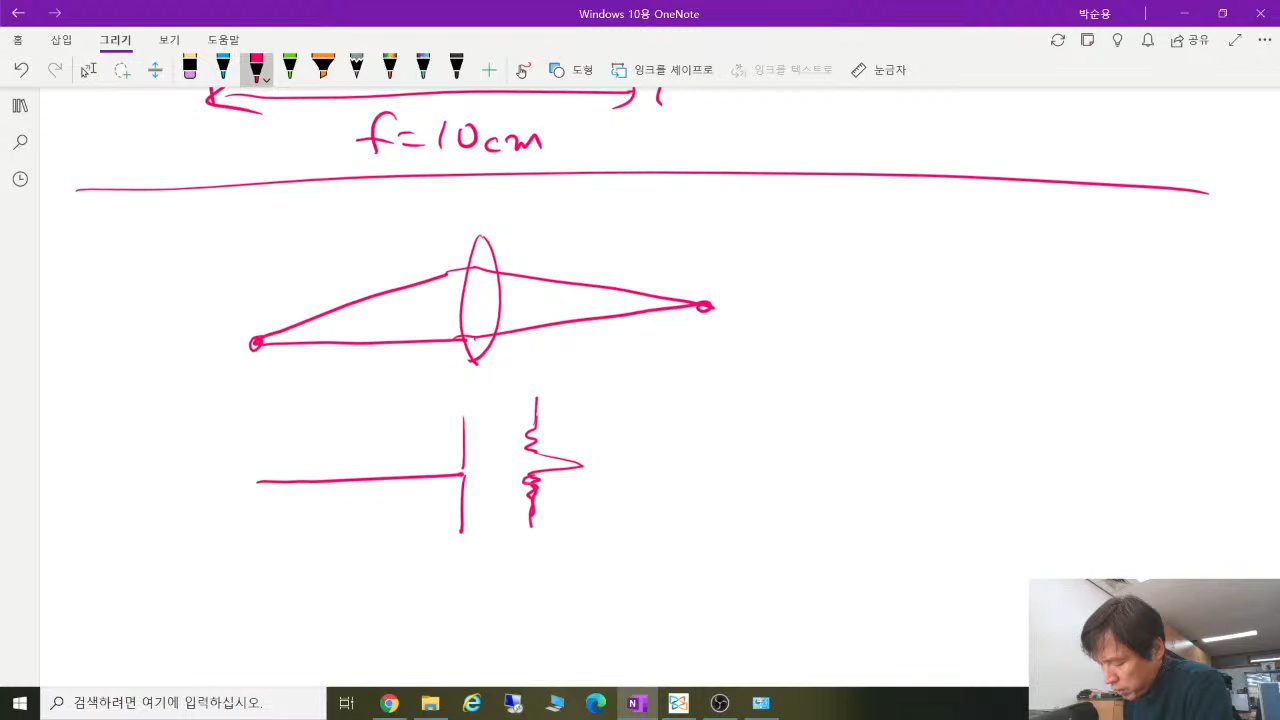 Windows 10용 OneNote
박순용
홈 삽입 그리기 보기 도움말
공유
도형 잉크를 셰이프로 잉크를 텍스트로 눈금자
f=10cm
검색하려면 여기에 입력하십시오.